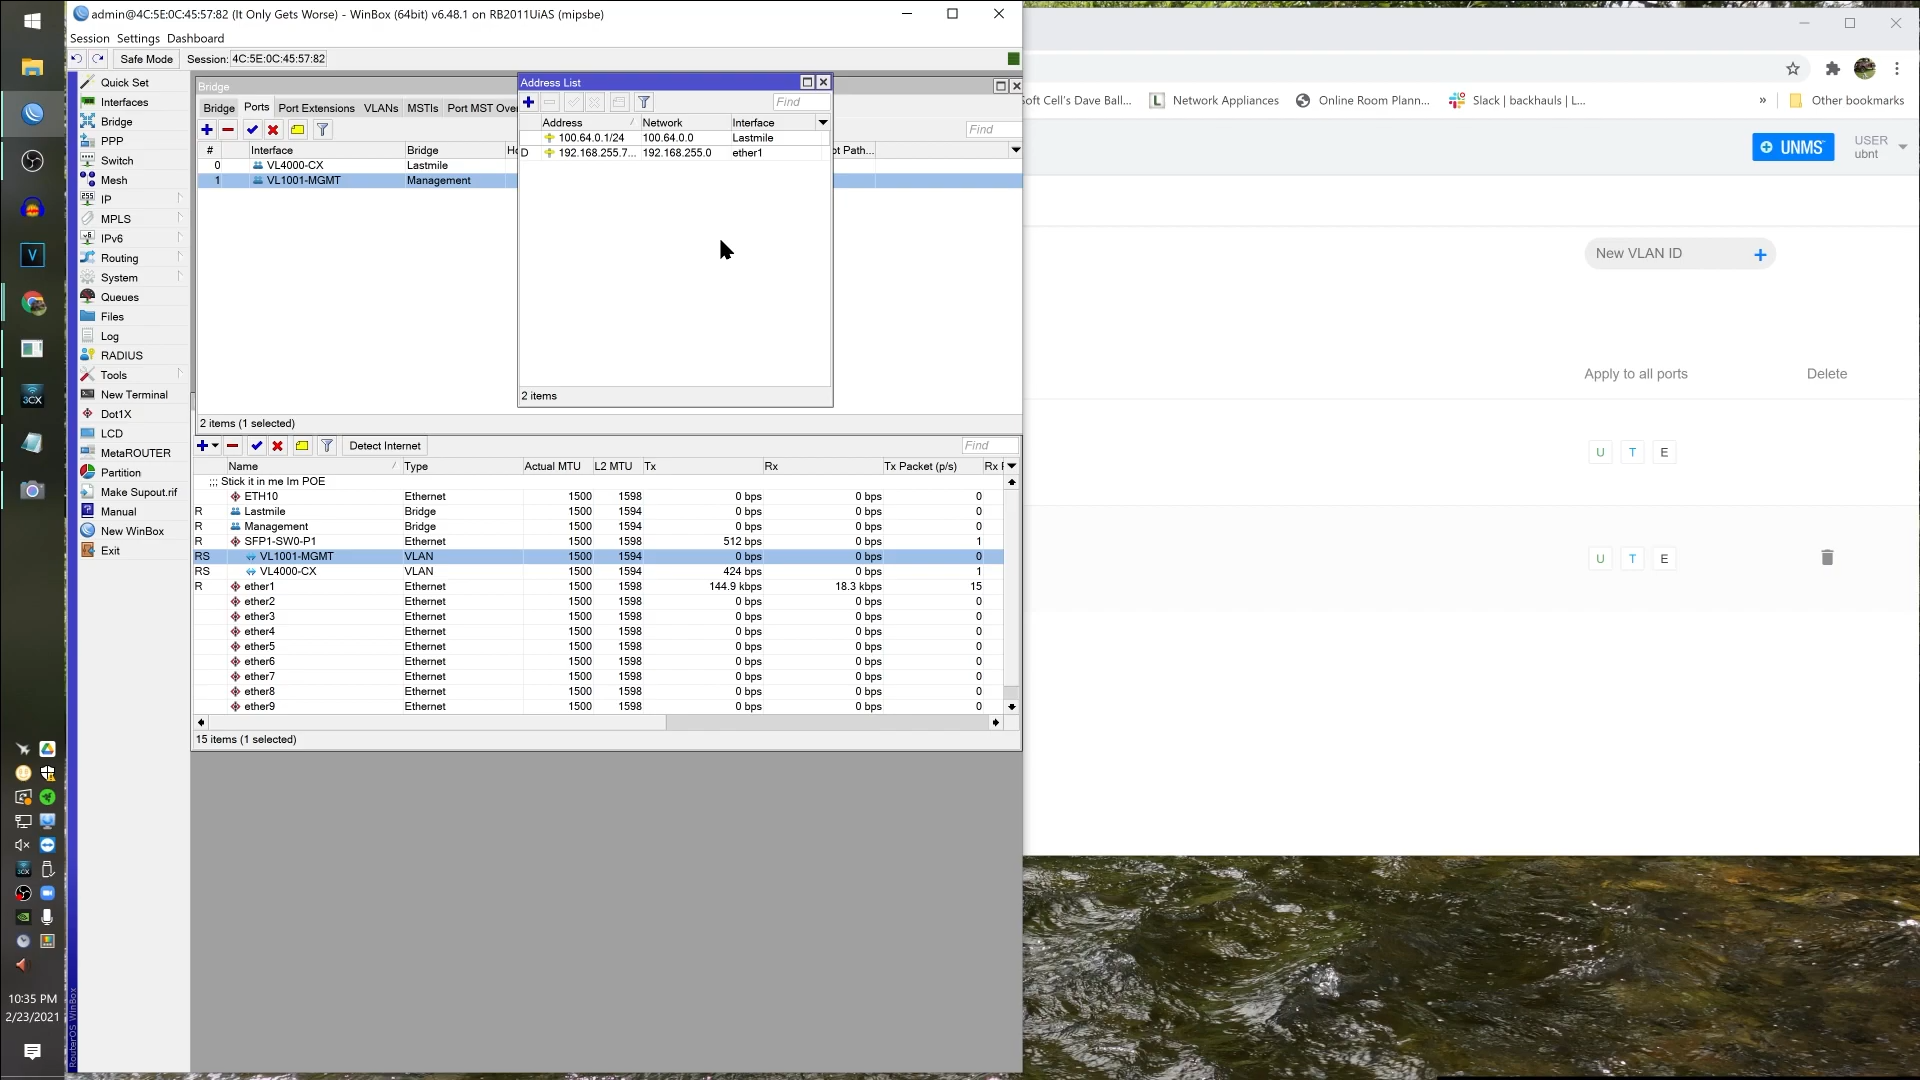 admin@4C:5E:0C:45:57:82 (It Only Gets Worse) - WinBox (64bit) v6.48.1 on RB2011UiAS (mipsbe)
Session Settings Dashboard
Safe Mode Session: 4C:5E:0C:45:57:82
Quick Set
Interfaces
Bridge
PPP
Switch
Mesh
IP
MPLS
IPv6
Routing
System
Queues
Files
Log
RADIUS
Tools
New Terminal
Dot1X
LCD
MetaROUTER
Partition
Make Supout.rif
Manual
New WinBox
Exit
RouterOS WinBox
Bridge
Bridge Ports Port Extensions VLANs MSTIs Port MST Over
Find
# Interface Bridge Ho ot Path...
0 VL4000-CX Lastmile
1 VL1001-MGMT Management
2 items (1 selected)
Address List
Find
Address Network Interface
100.64.0.1/24 100.64.0.0 Lastmile
D 192.168.255.7... 192.168.255.0 ether1
2 items
Detect Internet Find
Name Type Actual MTU L2 MTU Tx Rx Tx Packet (p/s) Rx
;;; Stick it in me Im POE
ETH10 Ethernet 1500 1598 0 bps 0 bps 0
R Lastmile Bridge 1500 1594 0 bps 0 bps 0
R Management Bridge 1500 1594 0 bps 0 bps 0
R SFP1-SW0-P1 Ethernet 1500 1598 512 bps 0 bps 1
RS VL1001-MGMT VLAN 1500 1594 0 bps 0 bps 0
RS VL4000-CX VLAN 1500 1594 424 bps 0 bps 1
R ether1 Ethernet 1500 1598 144.9 kbps 18.3 kbps 15
ether2 Ethernet 1500 1598 0 bps 0 bps 0
ether3 Ethernet 1500 1598 0 bps 0 bps 0
ether4 Ethernet 1500 1598 0 bps 0 bps 0
ether5 Ethernet 1500 1598 0 bps 0 bps 0
ether6 Ethernet 1500 1598 0 bps 0 bps 0
ether7 Ethernet 1500 1598 0 bps 0 bps 0
ether8 Ethernet 1500 1598 0 bps 0 bps 0
ether9 Ethernet 1500 1598 0 bps 0 bps 0
15 items (1 selected)
Soft Cell's Dave Ball... Network Appliances Online Room Plann... Slack | backhauls | L... » Other bookmarks
UNMS
USER
ubnt
New VLAN ID
Apply to all ports Delete
U T E
U T E
3CX
10:35 PM
2/23/2021